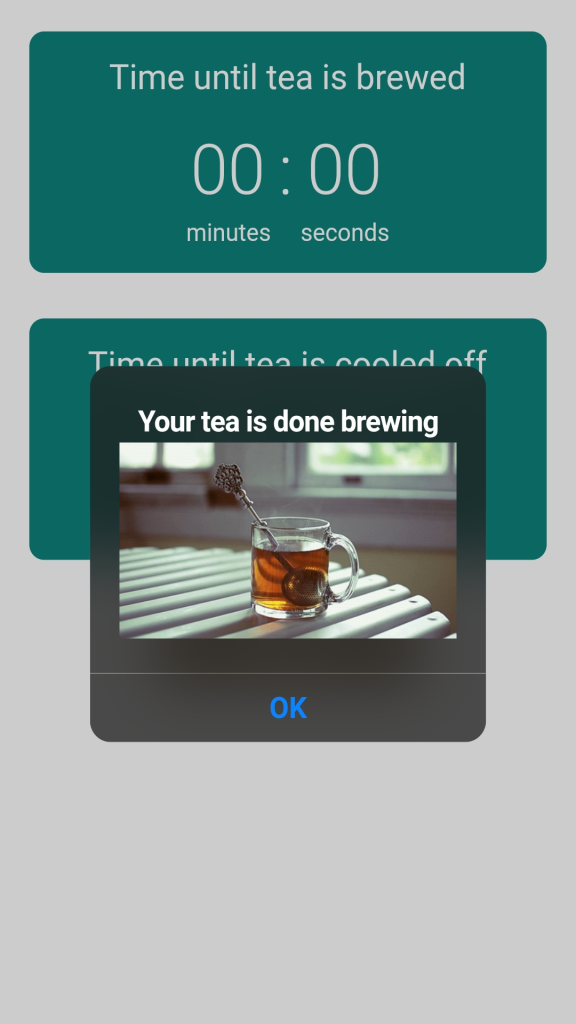 Time until tea is brewed
00 : 00
minutes seconds
Time until tea is cooled off
Your tea is done brewing
OK